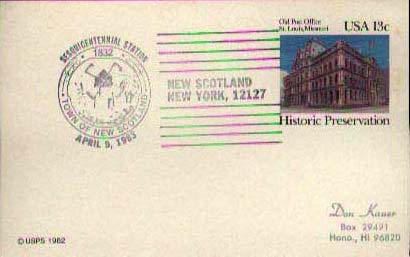 SESQUICENTENNIAL STATION
1832
TOWN OF NEW SCOTLAND
APRIL 9, 1983
NEW SCOTLAND
NEW YORK, 12127
Old Post Office
St. Louis, Missouri
USA 13c
Historic Preservation
Don Kauer
Box 29491
Hono., HI 96820
© USPS 1982